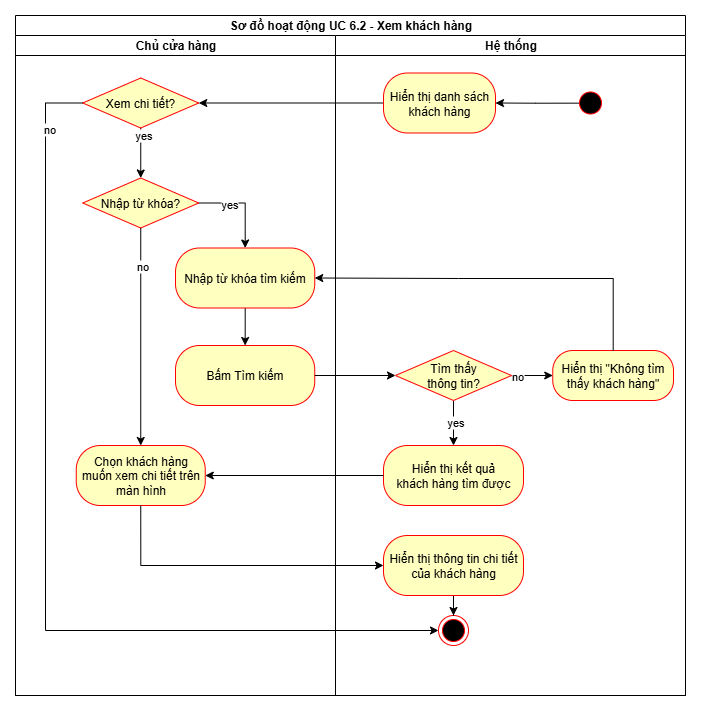 Sơ đồ hoạt động UC 6.2 - Xem khách hàng
Chủ cửa hàng
Hệ thống
Xem chi tiết?
Hiển thị danh sách
khách hàng
no
yes
Nhập từ khóa?
yes
no
Nhập từ khóa tìm kiếm
Bấm Tìm kiếm
Tìm thấy
thông tin?
no
Hiển thị "Không tìm
thấy khách hàng"
yes
Chọn khách hàng
muốn xem chi tiết trên
màn hình
Hiển thị kết quả
khách hàng tìm được
Hiển thị thông tin chi tiết
của khách hàng